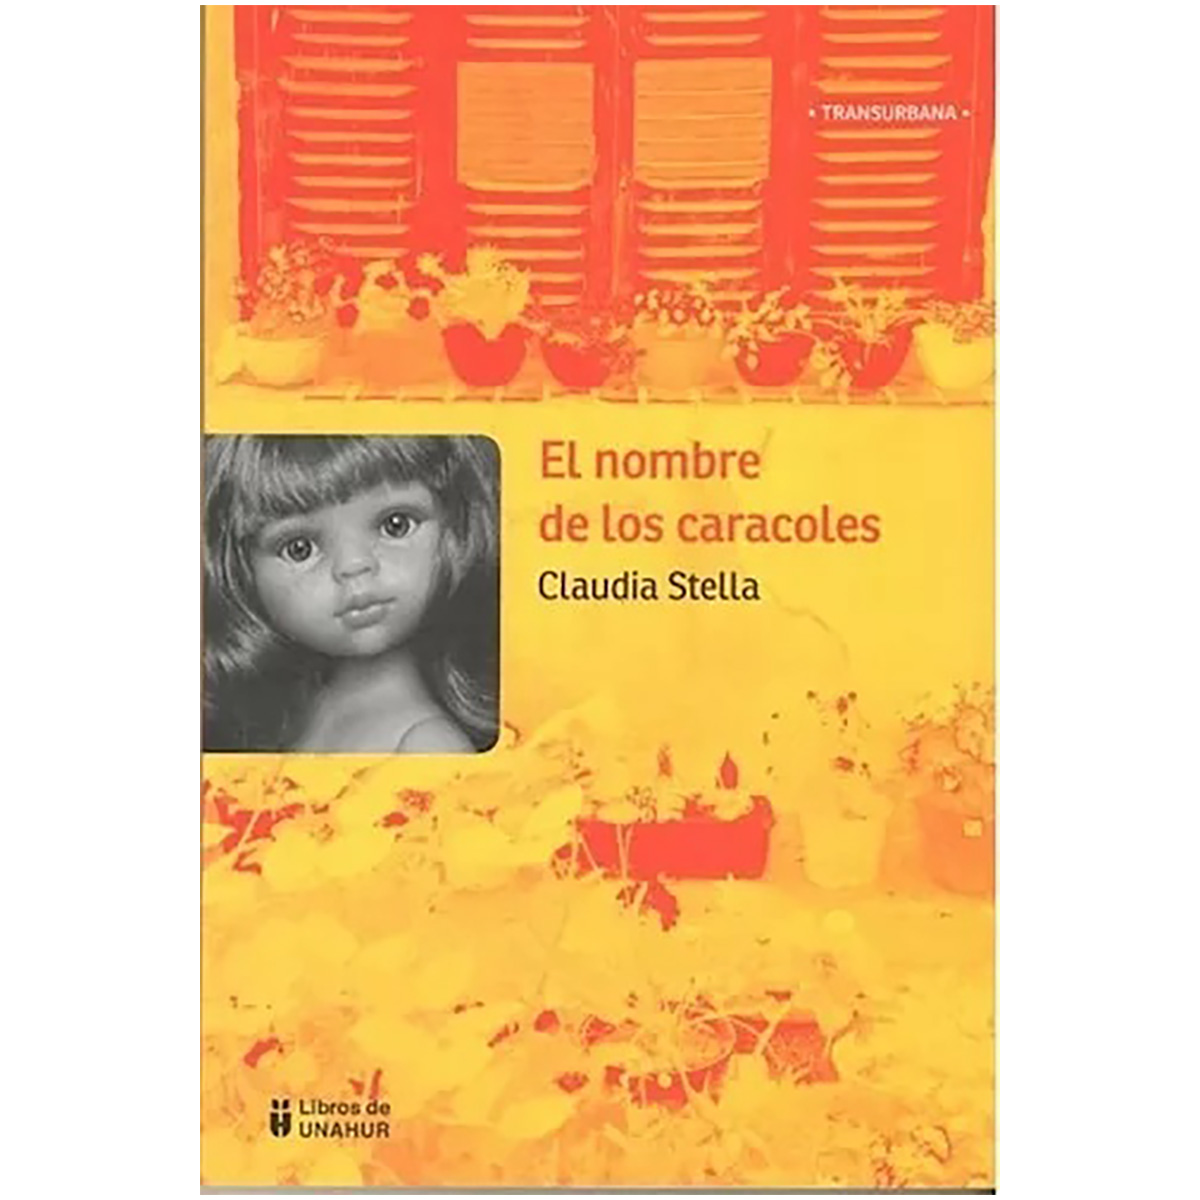 • TRANSURBANA •
El nombre
de los caracoles
Claudia Stella
Libros de
UNAHUR